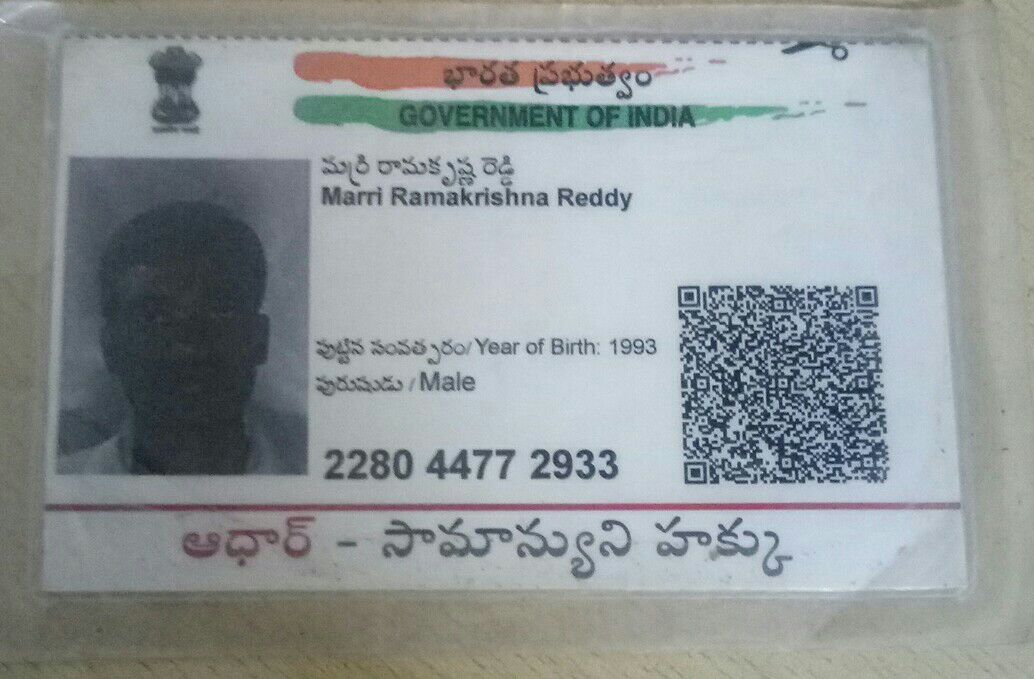 భారత ప్రభుత్వం
GOVERNMENT OF INDIA
మర్రి రామకృష్ణ రెడ్డి
Marri Ramakrishna Reddy
పుట్టిన సంవత్సరం/ Year of Birth: 1993
పురుషుడు / Male
2280 4477 2933
ఆధార్ - సామాన్యుని హక్కు